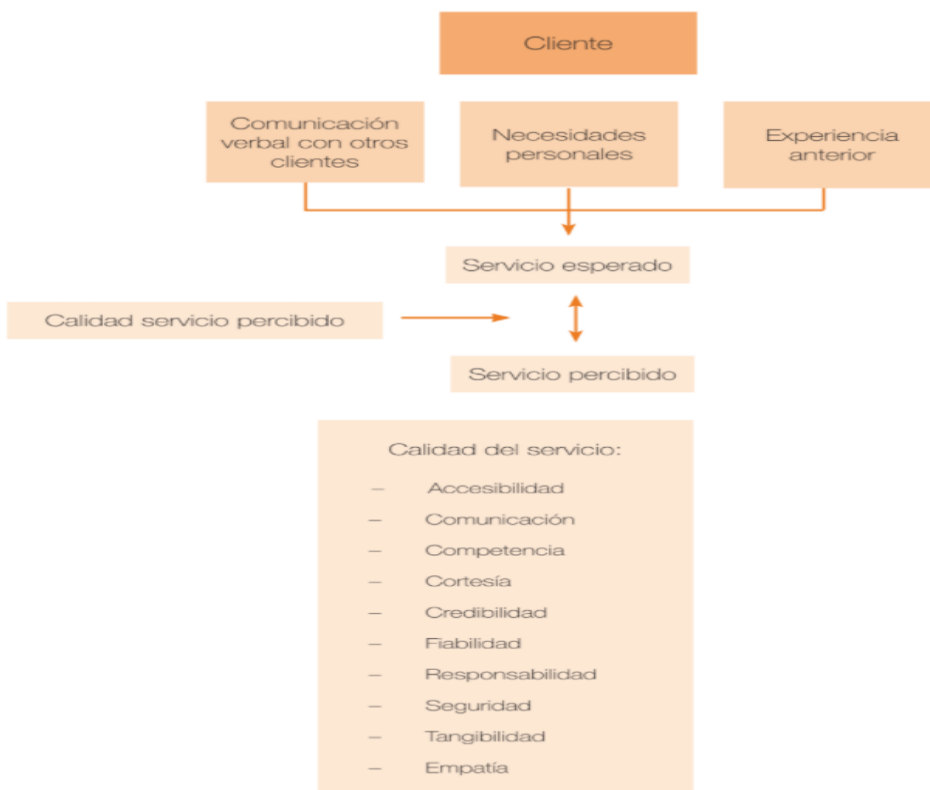 Cliente
Comunicación
verbal con otros
clientes
Necesidades
personales
Experiencia
anterior
Servicio esperado
Calidad servicio percibido
Servicio percibido
Calidad del servicio:
– Accesibilidad
– Comunicación
– Competencia
– Cortesía
– Credibilidad
– Fiabilidad
– Responsabilidad
– Seguridad
– Tangibilidad
– Empatía